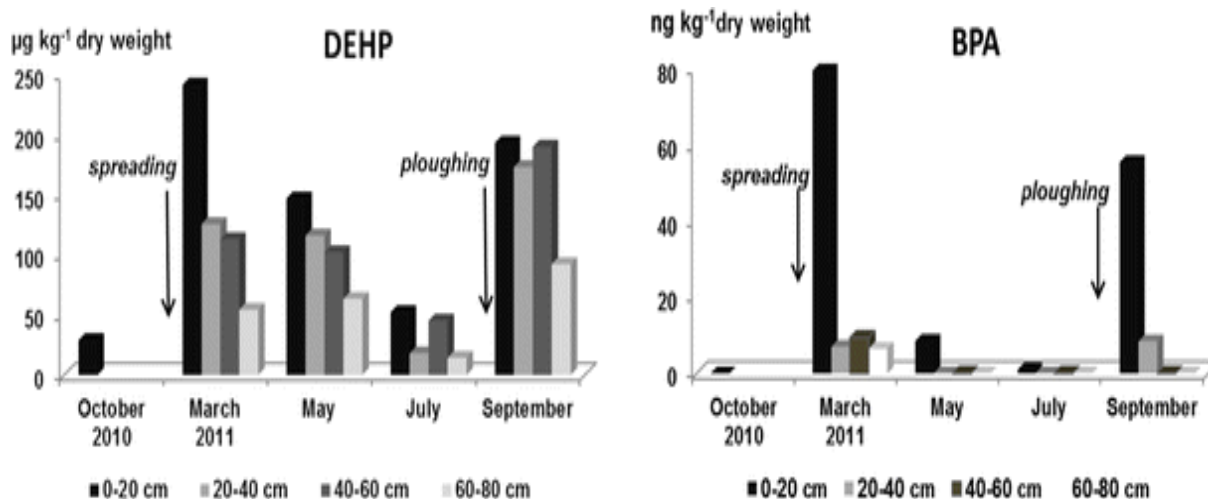 µg kg⁻¹ dry weight
DEHP
250
200
150
100
50
0
spreading
ploughing
October 2010
March 2011
May
July
September
0-20 cm
20-40 cm
40-60 cm
60-80 cm
ng kg⁻¹dry weight
BPA
80
60
40
20
0
spreading
ploughing
October 2010
March 2011
May
July
September
0-20 cm
20-40 cm
40-60 cm
60-80 cm